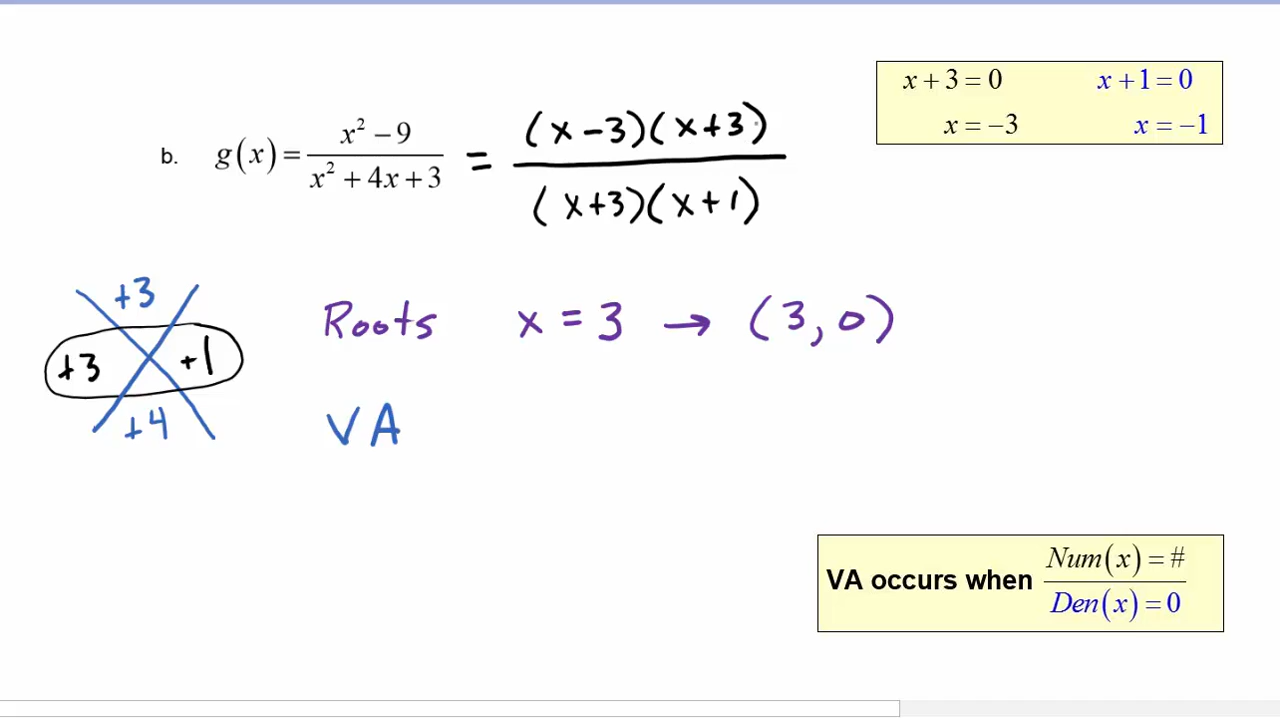 x + 3 = 0 x + 1 = 0
x = −3 x = −1
b. g(x) = (x² − 9)/(x² + 4x + 3) = ((x − 3)(x + 3))/((x + 3)(x + 1))
+3
+3 +1
+4
Roots x = 3 → (3, 0)
VA
VA occurs when Num(x) = # / Den(x) = 0